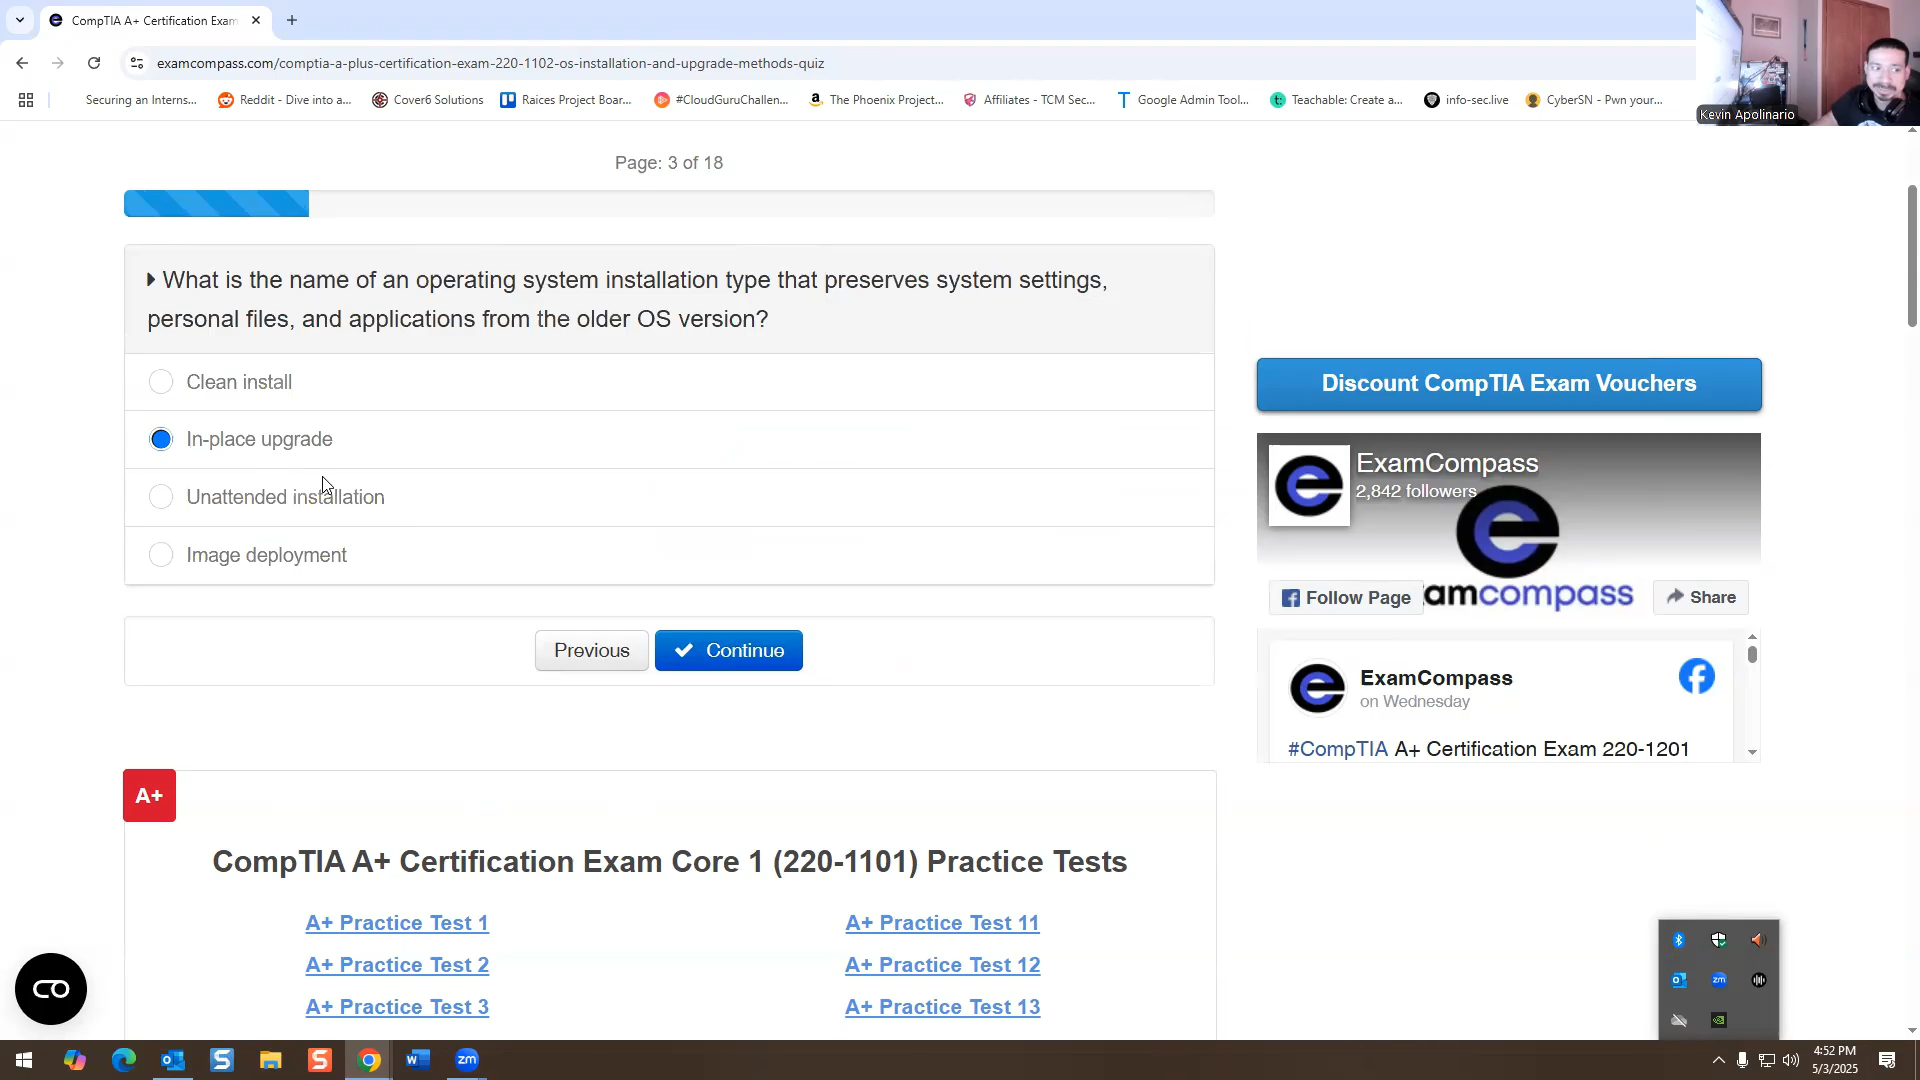 CompTIA A+ Certification Exam
examcompass.com/comptia-a-plus-certification-exam-220-1102-os-installation-and-upgrade-methods-quiz
Securing an Interns...
Reddit - Dive into a...
Cover6 Solutions
Raices Project Boar...
#CloudGuruChallen...
The Phoenix Project...
Affiliates - TCM Sec...
Google Admin Tool...
Teachable: Create a...
info-sec.live
CyberSN - Pwn your...
Kevin Apolinario
Page: 3 of 18
What is the name of an operating system installation type that preserves system settings,
personal files, and applications from the older OS version?
Clean install
In-place upgrade
Unattended installation
Image deployment
Previous
Continue
Discount CompTIA Exam Vouchers
ExamCompass
2,842 followers
Follow Page
amcompass
Share
ExamCompass
on Wednesday
#CompTIA A+ Certification Exam 220-1201
A+
CompTIA A+ Certification Exam Core 1 (220-1101) Practice Tests
A+ Practice Test 1
A+ Practice Test 11
A+ Practice Test 2
A+ Practice Test 12
A+ Practice Test 3
A+ Practice Test 13
zm
zm
4:52 PM
5/3/2025